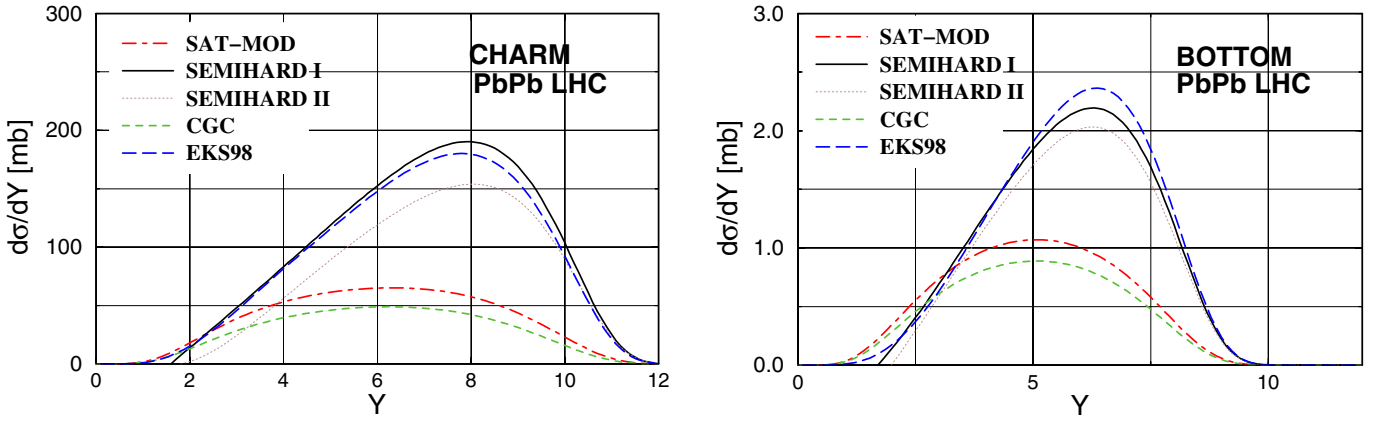 300
200
100
0
dσ/dY [mb]
SAT−MOD
SEMIHARD I
SEMIHARD II
CGC
EKS98
CHARM
PbPb LHC
0 2 4 6 8 10 12
Y
3.0
2.0
1.0
0.0
dσ/dY [mb]
SAT−MOD
SEMIHARD I
SEMIHARD II
CGC
EKS98
BOTTOM
PbPb LHC
0 5 10
Y